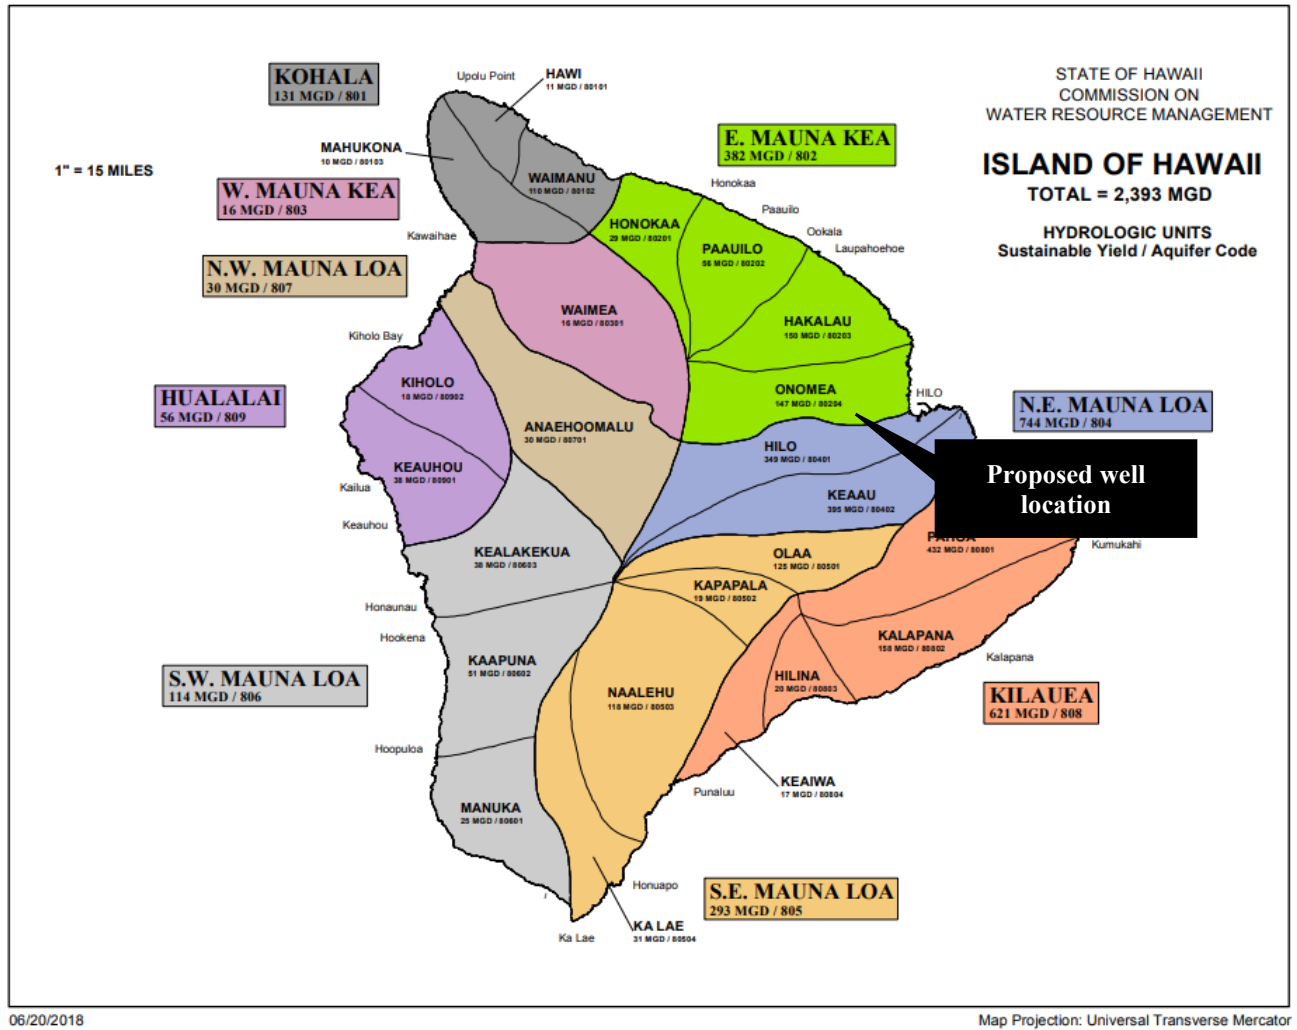 STATE OF HAWAII
COMMISSION ON
WATER RESOURCE MANAGEMENT
ISLAND OF HAWAII
TOTAL = 2,393 MGD
HYDROLOGIC UNITS
Sustainable Yield / Aquifer Code
1" = 15 MILES
KOHALA
131 MGD / 801
Upolu Point
HAWI
11 MGD / 80101
MAHUKONA
10 MGD / 80103
WAIMANU
110 MGD / 80102
E. MAUNA KEA
382 MGD / 802
W. MAUNA KEA
16 MGD / 803
Honokaa
Paauilo
Ookala
Laupahoehoe
Kawaihae
HONOKAA
29 MGD / 80201
PAAUILO
56 MGD / 80202
N.W. MAUNA LOA
30 MGD / 807
WAIMEA
16 MGD / 80301
HAKALAU
150 MGD / 80203
Kiholo Bay
HUALALAI
56 MGD / 809
KIHOLO
18 MGD / 80902
ONOMEA
147 MGD / 80204
HILO
N.E. MAUNA LOA
744 MGD / 804
ANAEHOOMALU
30 MGD / 80701
HILO
349 MGD / 80401
KEAUHOU
38 MGD / 80901
Kailua
Keauhou
KEAAU
395 MGD / 80402
Proposed well
location
PAHOA
432 MGD / 80801
Kumukahi
KEALAKEKUA
38 MGD / 80603
OLAA
125 MGD / 80501
KAPAPALA
19 MGD / 80502
Honaunau
Hookena
KALAPANA
158 MGD / 80802
Kalapana
S.W. MAUNA LOA
114 MGD / 806
KAAPUNA
51 MGD / 80602
NAALEHU
118 MGD / 80503
HILINA
20 MGD / 80803
KILAUEA
621 MGD / 808
Hoopuloa
KEAIWA
17 MGD / 80804
Punaluu
MANUKA
25 MGD / 80601
Honuapo
S.E. MAUNA LOA
293 MGD / 805
KA LAE
31 MGD / 80504
Ka Lae
06/20/2018
Map Projection: Universal Transverse Mercator